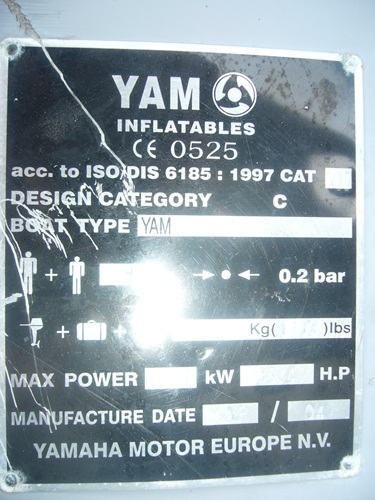 YAM
INFLATABLES
CE 0525
acc. to ISO/DIS 6185 : 1997 CAT
DESIGN CATEGORY C
BOAT TYPE YAM
+ 0.2 bar
+ + Kg( )lbs
MAX POWER kW H.P
MANUFACTURE DATE / 04
YAMAHA MOTOR EUROPE N.V.